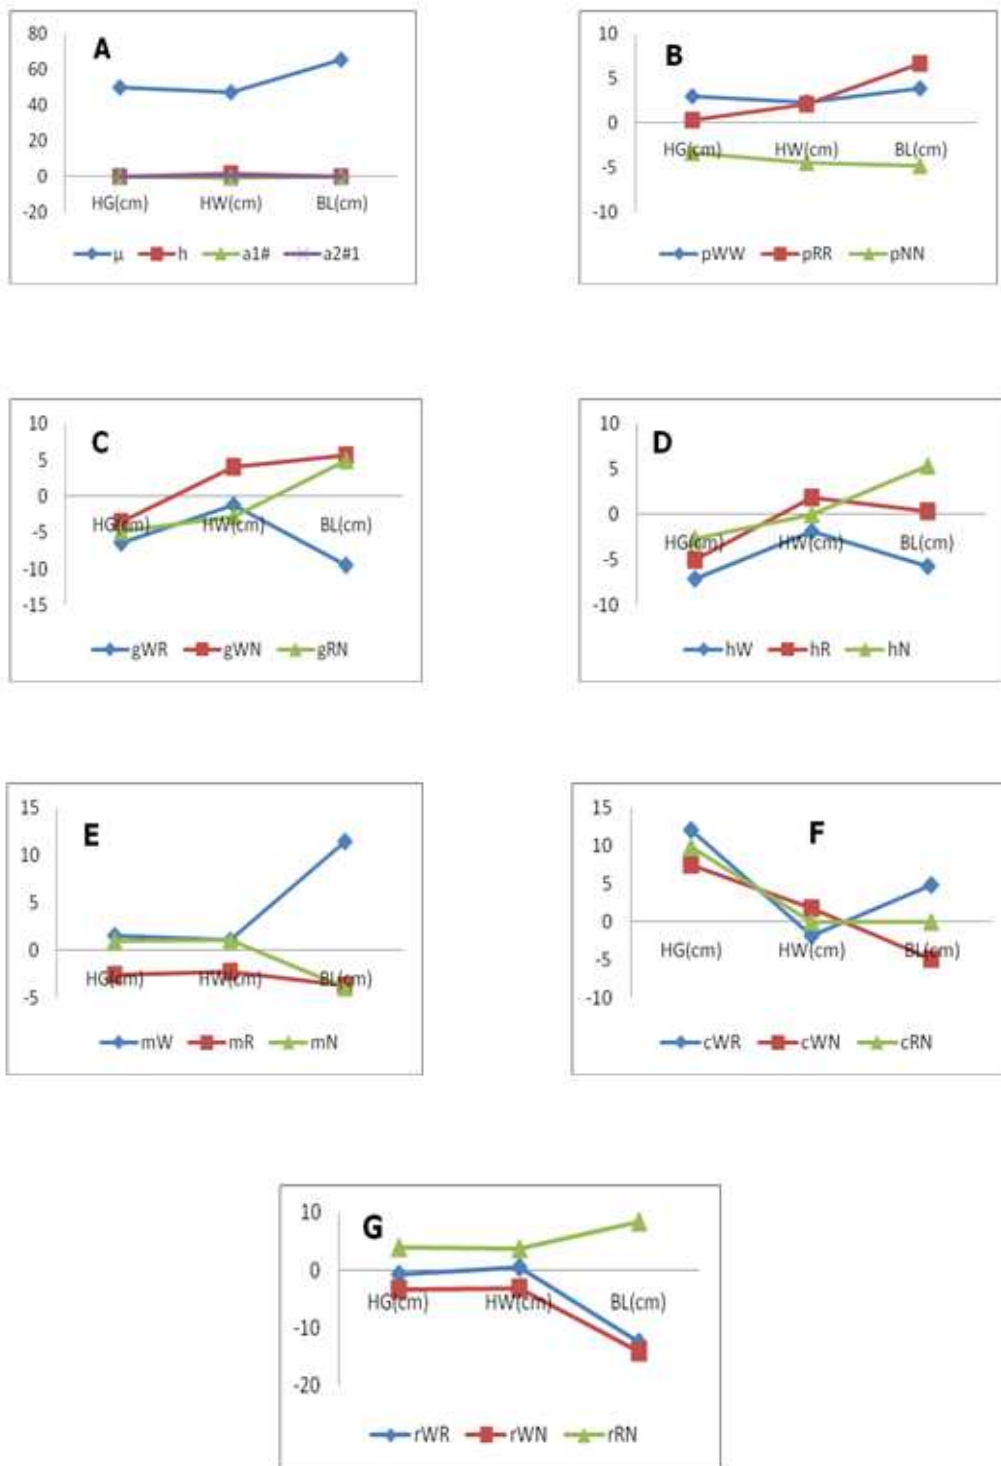 80
60
40
20
0
-20
A
HG(cm) HW(cm) BL(cm)
μ h a1# a2#1
10
5
0
-5
-10
B
HG(cm) HW(cm) BL(cm)
pWW pRR pNN
10
5
0
-5
-10
-15
C
HG(cm) HW(cm) BL(cm)
gWR gWN gRN
10
5
0
-5
-10
D
HG(cm) HW(cm) BL(cm)
hW hR hN
15
10
5
0
-5
E
HG(cm) HW(cm) BL(cm)
mW mR mN
15
10
5
0
-5
-10
F
HG(cm) HW(cm) BL(cm)
cWR cWN cRN
10
0
-10
-20
G
HG(cm) HW(cm) BL(cm)
rWR rWN rRN